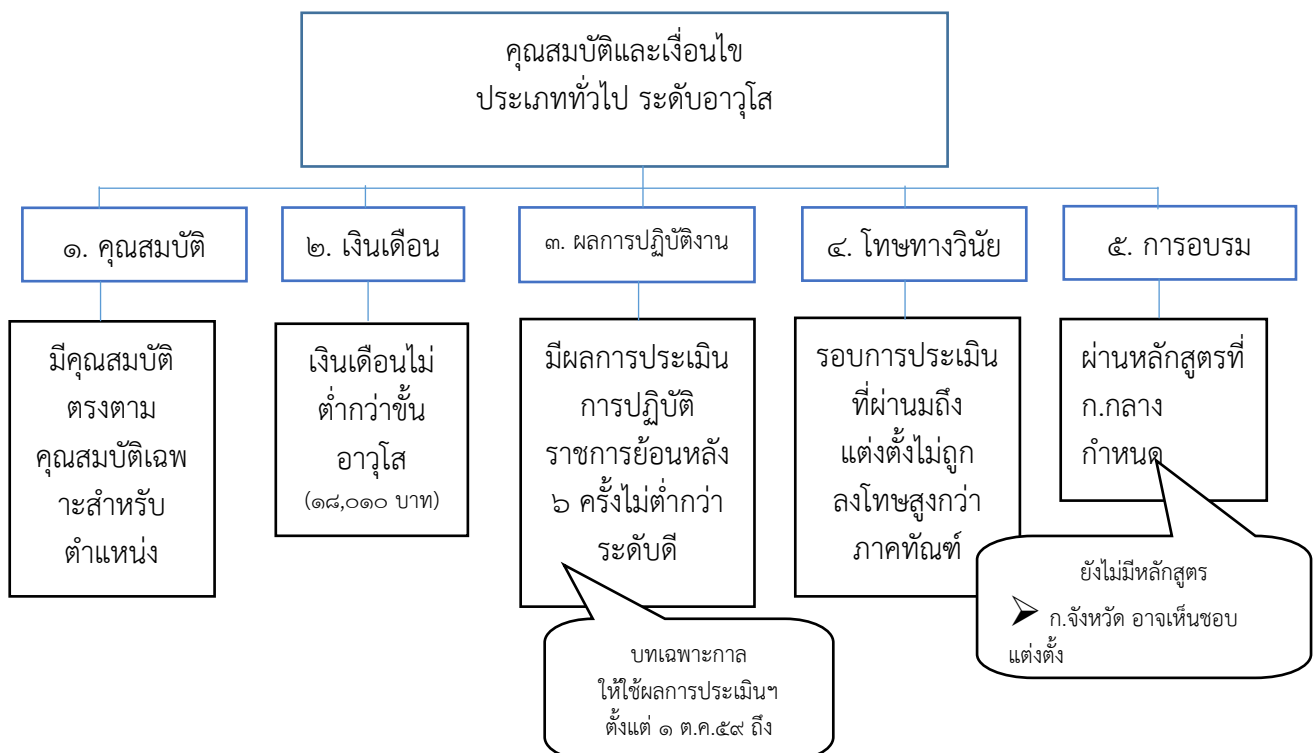 คุณสมบัติและเงื่อนไข
ประเภททั่วไป ระดับอาวุโส
๑. คุณสมบัติ
๒. เงินเดือน
๓. ผลการปฏิบัติงาน
๔. โทษทางวินัย
๕. การอบรม
มีคุณสมบัติ
ตรงตาม
คุณสมบัติเฉพ
าะสำหรับ
ตำแหน่ง
เงินเดือนไม่
ต่ำกว่าขั้น
อาวุโส
(๑๘,๐๑๐ บาท)
มีผลการประเมิน
การปฏิบัติ
ราชการย้อนหลัง
๖ ครั้งไม่ต่ำกว่า
ระดับดี
รอบการประเมิน
ที่ผ่านมถึง
แต่งตั้งไม่ถูก
ลงโทษสูงกว่า
ภาคทัณฑ์
ผ่านหลักสูตรที่
ก.กลาง
กำหนด
บทเฉพาะกาล
ให้ใช้ผลการประเมินฯ
ตั้งแต่ ๑ ต.ค.๕๙ ถึง
ยังไม่มีหลักสูตร
➢ ก.จังหวัด อาจเห็นชอบ
แต่งตั้ง